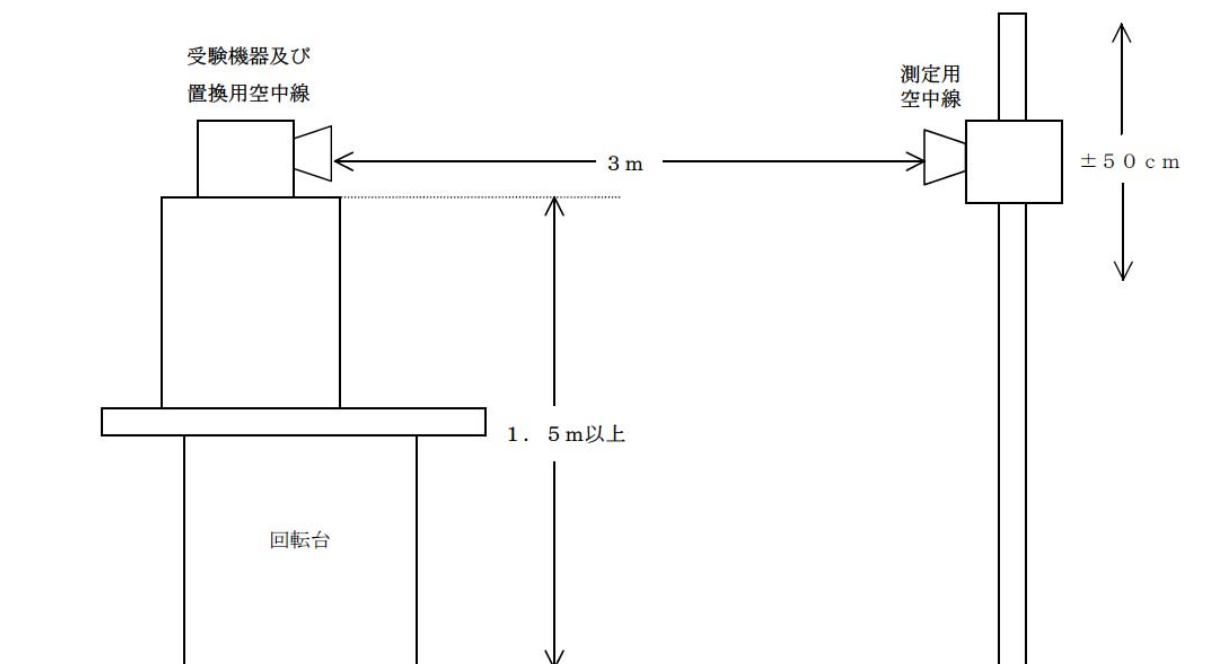 受験機器及び
置換用空中線
測定用
空中線
3ｍ
±５０ｃｍ
１．５ｍ以上
回転台